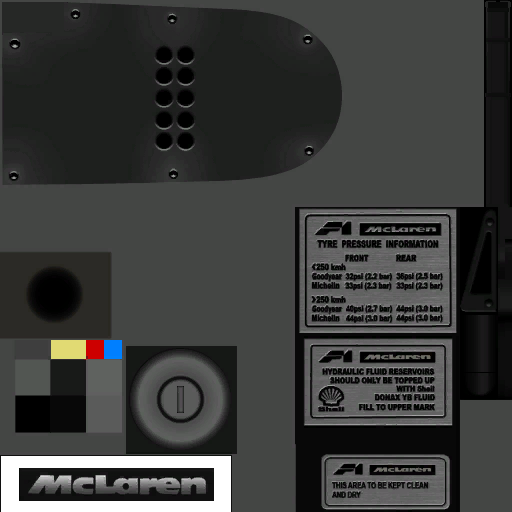 F1 McLaren
TYRE PRESSURE INFORMATION
FRONT REAR
<250 kmh
Goodyear 32psi (2.2 bar) 36psi (2.5 bar)
Michelin 33psi (2.3 bar) 33psi (2.3 bar)
>250 kmh
Goodyear 40psi (2.7 bar) 44psi (3.0 bar)
Michelin 44psi (3.0 bar) 44psi (3.0 bar)
F1 McLaren
HYDRAULIC FLUID RESERVOIRS
SHOULD ONLY BE TOPPED UP
WITH Shell
DONAX YB FLUID
Shell FILL TO UPPER MARK
F1 McLaren
THIS AREA TO BE KEPT CLEAN
AND DRY
McLaren